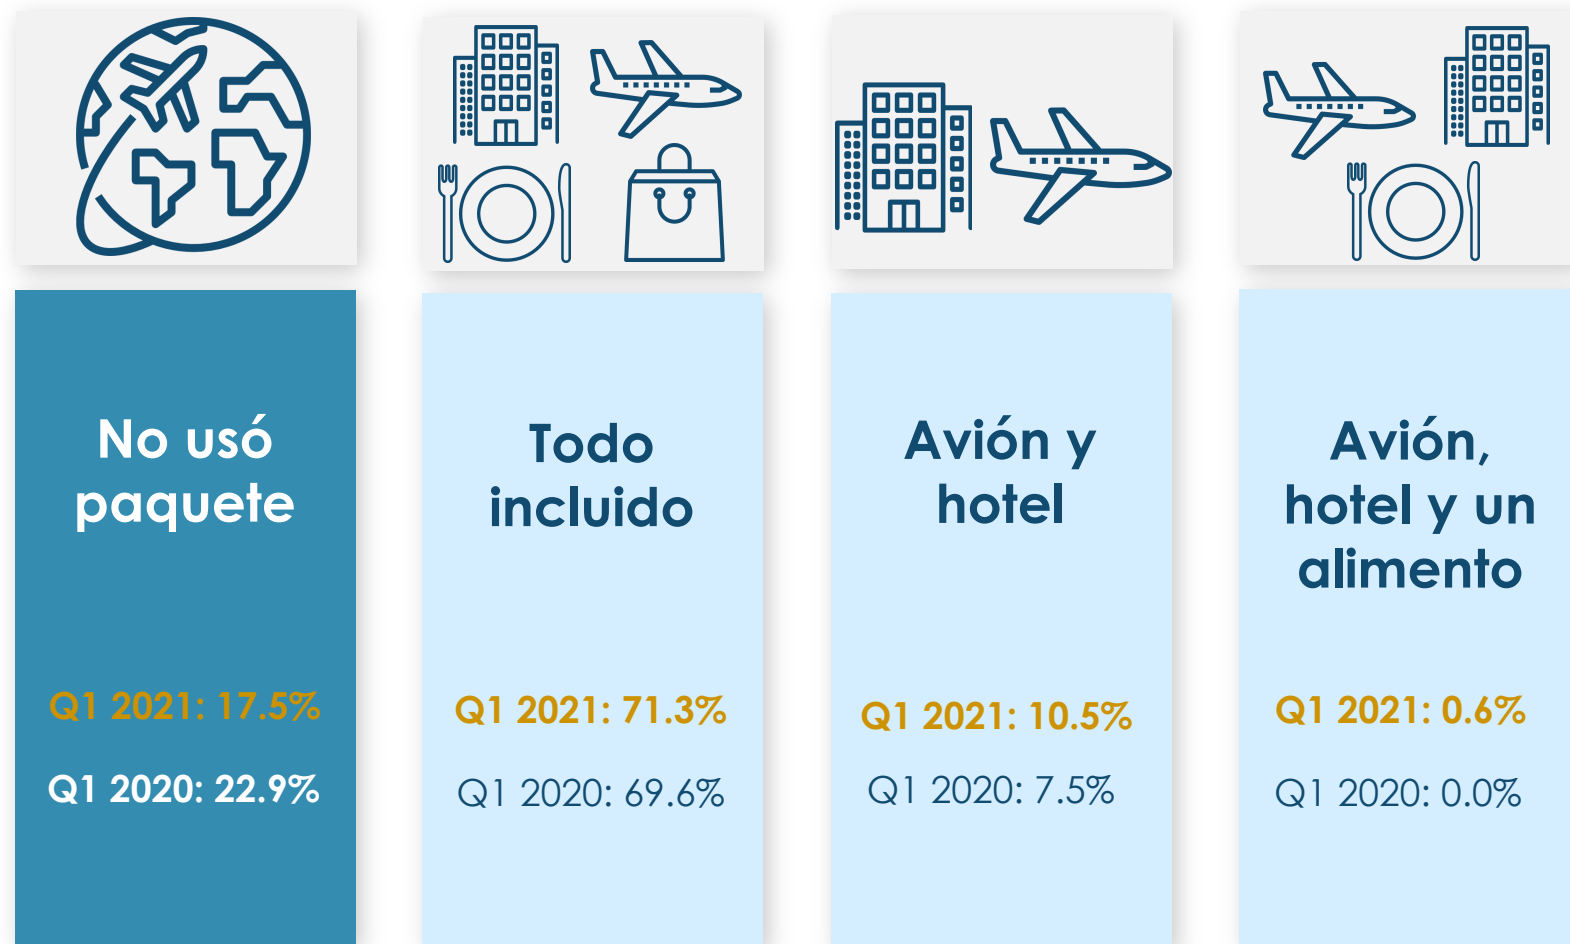 No usó
paquete
Q1 2021: 17.5%
Q1 2020: 22.9%
Todo
incluido
Q1 2021: 71.3%
Q1 2020: 69.6%
Avión y
hotel
Q1 2021: 10.5%
Q1 2020: 7.5%
Avión,
hotel y un
alimento
Q1 2021: 0.6%
Q1 2020: 0.0%